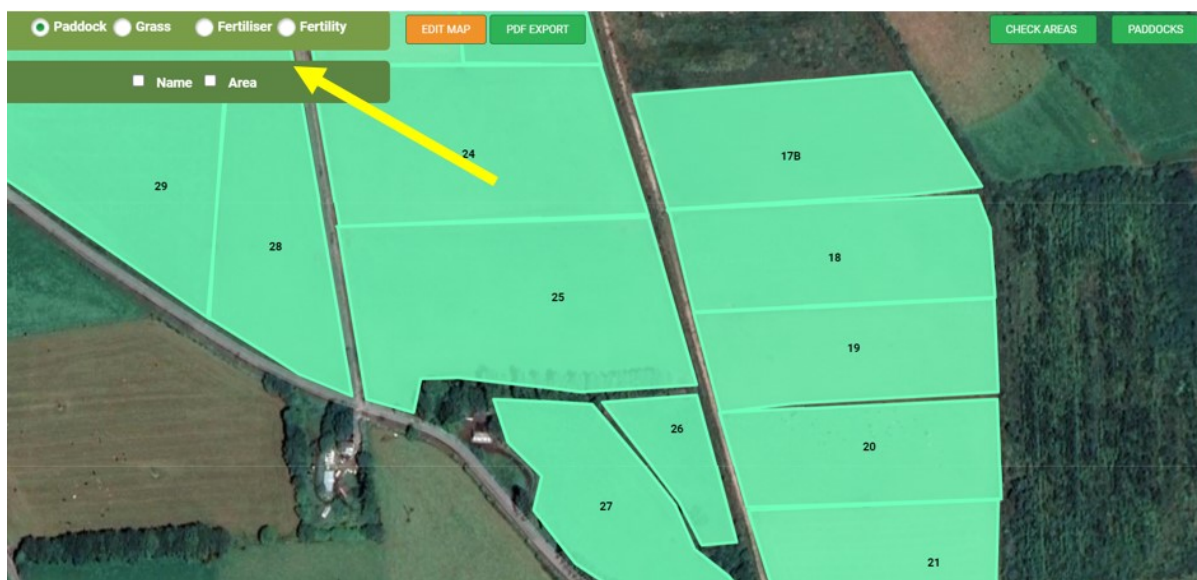 Paddock Grass Fertiliser Fertility
EDIT MAP
PDF EXPORT
CHECK AREAS
PADDOCKS
Name Area
24
17B
29
28
18
25
19
26
20
27
21